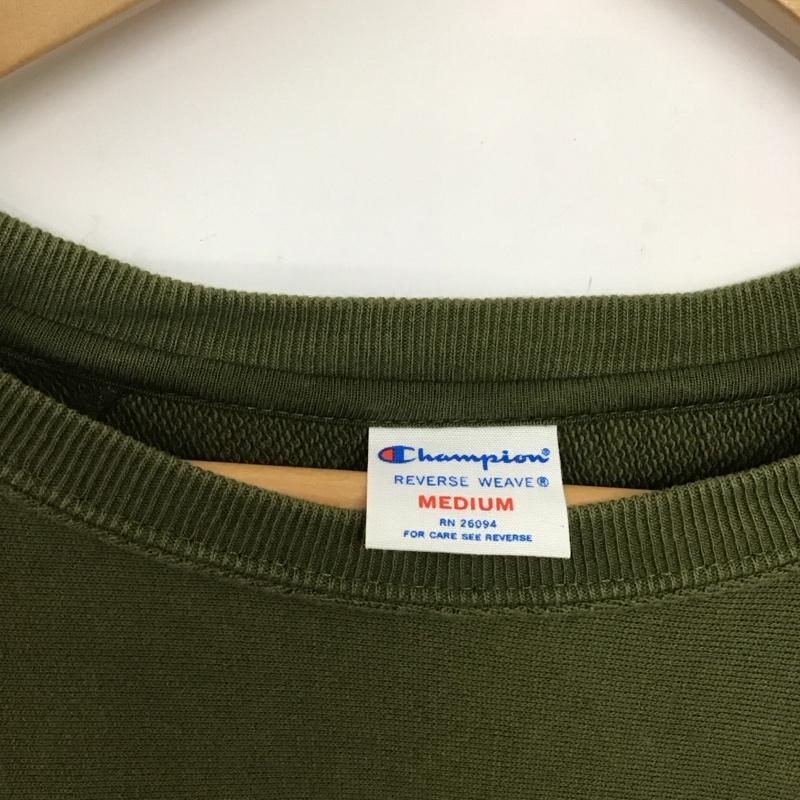 Champion®
REVERSE WEAVE®
MEDIUM
RN 26094
FOR CARE SEE REVERSE